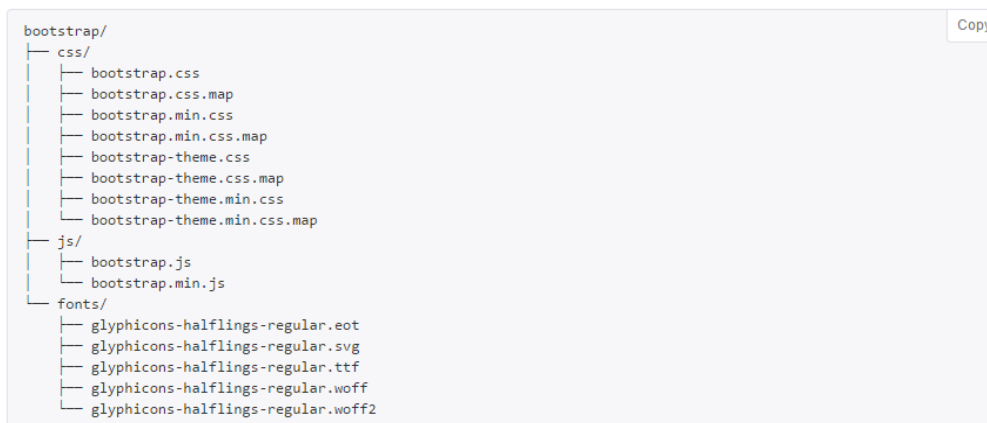 Copy
bootstrap/
├── css/
│   ├── bootstrap.css
│   ├── bootstrap.css.map
│   ├── bootstrap.min.css
│   ├── bootstrap.min.css.map
│   ├── bootstrap-theme.css
│   ├── bootstrap-theme.css.map
│   ├── bootstrap-theme.min.css
│   └── bootstrap-theme.min.css.map
├── js/
│   ├── bootstrap.js
│   └── bootstrap.min.js
└── fonts/
    ├── glyphicons-halflings-regular.eot
    ├── glyphicons-halflings-regular.svg
    ├── glyphicons-halflings-regular.ttf
    ├── glyphicons-halflings-regular.woff
    └── glyphicons-halflings-regular.woff2